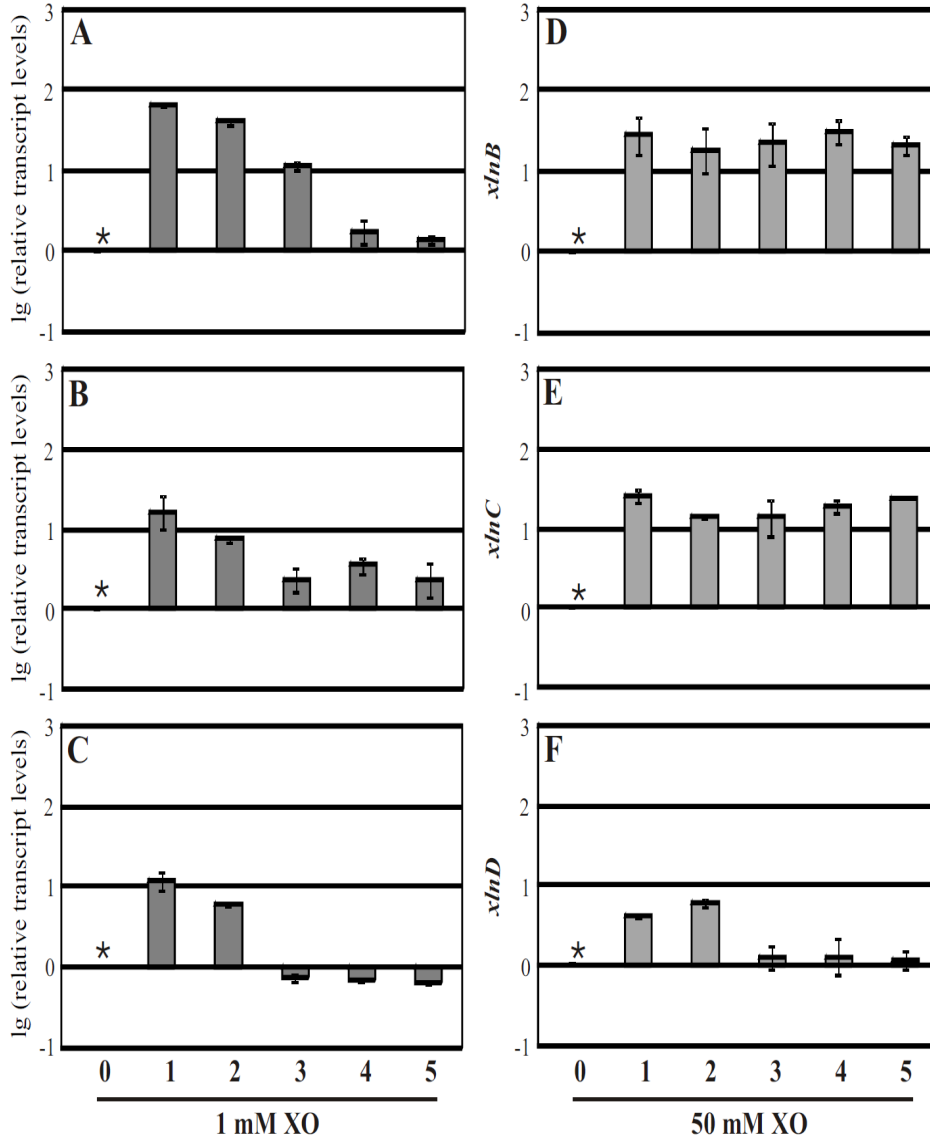 A
lg (relative transcript levels)
3
2
1
0
-1
*
D
xlnB
3
2
1
0
-1
*
B
lg (relative transcript levels)
3
2
1
0
-1
*
E
xlnC
3
2
1
0
-1
*
C
lg (relative transcript levels)
3
2
1
0
-1
*
F
xlnD
3
2
1
0
-1
*
0 1 2 3 4 5
1 mM XO
0 1 2 3 4 5
50 mM XO